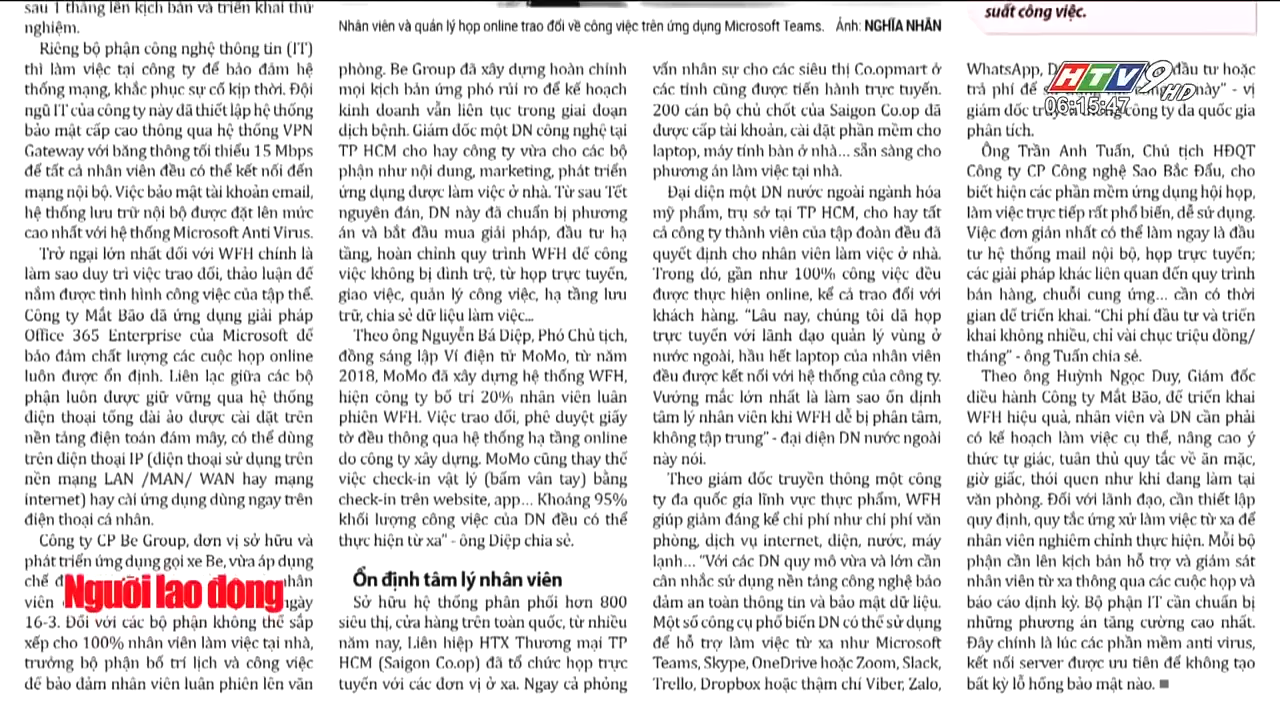 sau 1 tháng lên kịch bản và triển khai thử
nghiệm.
Riêng bộ phận công nghệ thông tin (IT)
thì làm việc tại công ty để bảo đảm hệ
thống mạng, khắc phục sự cố kịp thời. Đội
ngũ IT của công ty này đã thiết lập hệ thống
bảo mật cấp cao thông qua hệ thống VPN
Gateway với băng thông tối thiểu 15 Mbps
để tất cả nhân viên đều có thể kết nối đến
mạng nội bộ. Việc bảo mật tài khoản email,
hệ thống lưu trữ nội bộ được đặt lên mức
cao nhất với hệ thống Microsoft Anti Virus.
Trở ngại lớn nhất đối với WFH chính là
làm sao duy trì việc trao đổi, thảo luận để
nắm được tình hình công việc của tập thể.
Công ty Mắt Bão đã ứng dụng giải pháp
Office 365 Enterprise của Microsoft để
bảo đảm chất lượng các cuộc họp online
luôn được ổn định. Liên lạc giữa các bộ
phận luôn được giữ vững qua hệ thống
điện thoại tổng đài ảo được cài đặt trên
nền tảng điện toán đám mây, có thể dùng
trên điện thoại IP (điện thoại sử dụng trên
nền mạng LAN /MAN/ WAN hay mạng
internet) hay cài ứng dụng dùng ngay trên
điện thoại cá nhân.
Công ty CP Be Group, đơn vị sở hữu và
phát triển ứng dụng gọi xe Be, vừa áp dụng
chế
viên
Người lao động
16-3. Đối với các bộ phận không thể sắp
xếp cho 100% nhân viên làm việc tại nhà,
trưởng bộ phận bố trí lịch và công việc
để bảo đảm nhân viên luân phiên lên văn
Nhân viên và quản lý họp online trao đổi về công việc trên ứng dụng Microsoft Teams. Ảnh: NGHĨA NHÂN
phòng. Be Group đã xây dựng hoàn chỉnh
mọi kịch bản ứng phó rủi ro để kế hoạch
kinh doanh vẫn liên tục trong giai đoạn
dịch bệnh. Giám đốc một DN công nghệ tại
TP HCM cho hay công ty vừa cho các bộ
phận như nội dung, marketing, phát triển
ứng dụng được làm việc ở nhà. Từ sau Tết
nguyên đán, DN này đã chuẩn bị phương
án và bắt đầu mua giải pháp, đầu tư hạ
tầng, hoàn chỉnh quy trình WFH để công
việc không bị đình trệ, từ họp trực tuyến,
giao việc, quản lý công việc, hạ tầng lưu
trữ, chia sẻ dữ liệu làm việc...
Theo ông Nguyễn Bá Diệp, Phó Chủ tịch,
đồng sáng lập Ví điện tử MoMo, từ năm
2018, MoMo đã xây dựng hệ thống WFH,
hiện công ty bố trí 20% nhân viên luân
phiên WFH. Việc trao đổi, phê duyệt giấy
tờ đều thông qua hệ thống hạ tầng online
do công ty xây dựng. MoMo cũng thay thế
việc check-in vật lý (bấm vân tay) bằng
check-in trên website, app... Khoảng 95%
khối lượng công việc của DN đều có thể
thực hiện từ xa" - ông Diệp chia sẻ.
Ổn định tâm lý nhân viên
Sở hữu hệ thống phân phối hơn 800
siêu thị, cửa hàng trên toàn quốc, từ nhiều
năm nay, Liên hiệp HTX Thương mại TP
HCM (Saigon Co.op) đã tổ chức họp trực
tuyến với các đơn vị ở xa. Ngay cả phỏng
vấn nhân sự cho các siêu thị Co.opmart ở
các tỉnh cũng được tiến hành trực tuyến.
200 cán bộ chủ chốt của Saigon Co.op đã
được cấp tài khoản, cài đặt phần mềm cho
laptop, máy tính bàn ở nhà... sẵn sàng cho
phương án làm việc tại nhà.
Đại diện một DN nước ngoài ngành hóa
mỹ phẩm, trụ sở tại TP HCM, cho hay tất
cả công ty thành viên của tập đoàn đều đã
quyết định cho nhân viên làm việc ở nhà.
Trong đó, gần như 100% công việc đều
được thực hiện online, kể cả trao đổi với
khách hàng. "Lâu nay, chúng tôi đã họp
trực tuyến với lãnh đạo quản lý vùng ở
nước ngoài, hầu hết laptop của nhân viên
đều được kết nối với hệ thống của công ty.
Vướng mắc lớn nhất là làm sao ổn định
tâm lý nhân viên khi WFH dễ bị phân tâm,
không tập trung" - đại diện DN nước ngoài
này nói.
Theo giám đốc truyền thông một công
ty đa quốc gia lĩnh vực thực phẩm, WFH
giúp giảm đáng kể chi phí như chi phí văn
phòng, dịch vụ internet, điện, nước, máy
lạnh... "Với các DN quy mô vừa và lớn cần
cân nhắc sử dụng nền tảng công nghệ bảo
đảm an toàn thông tin và bảo mật dữ liệu.
Một số công cụ phổ biến DN có thể sử dụng
để hỗ trợ làm việc từ xa như Microsoft
Teams, Skype, OneDrive hoặc Zoom, Slack,
Trello, Dropbox hoặc thậm chí Viber, Zalo,
suất công việc.
HTV9 HD
06:15:47
WhatsApp, đầu tư hoặc
trả phí để này" - vị
giám đốc công ty đa quốc gia
phân tích.
Ông Trần Anh Tuấn, Chủ tịch HĐQT
Công ty CP Công nghệ Sao Bắc Đẩu, cho
biết hiện các phần mềm ứng dụng hội họp,
làm việc trực tiếp rất phổ biến, dễ sử dụng.
Việc đơn giản nhất có thể làm ngay là đầu
tư hệ thống mail nội bộ, họp trực tuyến;
các giải pháp khác liên quan đến quy trình
bán hàng, chuỗi cung ứng... cần có thời
gian để triển khai. "Chi phí đầu tư và triển
khai không nhiều, chỉ vài chục triệu đồng/
tháng" - ông Tuấn chia sẻ.
Theo ông Huỳnh Ngọc Duy, Giám đốc
điều hành Công ty Mắt Bão, để triển khai
WFH hiệu quả, nhân viên và DN cần phải
có kế hoạch làm việc cụ thể, nâng cao ý
thức tự giác, tuân thủ quy tắc về ăn mặc,
giờ giấc, thói quen như khi đang làm tại
văn phòng. Đối với lãnh đạo, cần thiết lập
quy định, quy tắc ứng xử làm việc từ xa để
nhân viên nghiêm chỉnh thực hiện. Mỗi bộ
phận cần lên kịch bản hỗ trợ và giám sát
nhân viên từ xa thông qua các cuộc họp và
báo cáo định kỳ. Bộ phận IT cần chuẩn bị
những phương án tăng cường cao nhất.
Đây chính là lúc các phần mềm anti virus,
kết nối server được ưu tiên để không tạo
bất kỳ lỗ hổng bảo mật nào. ■